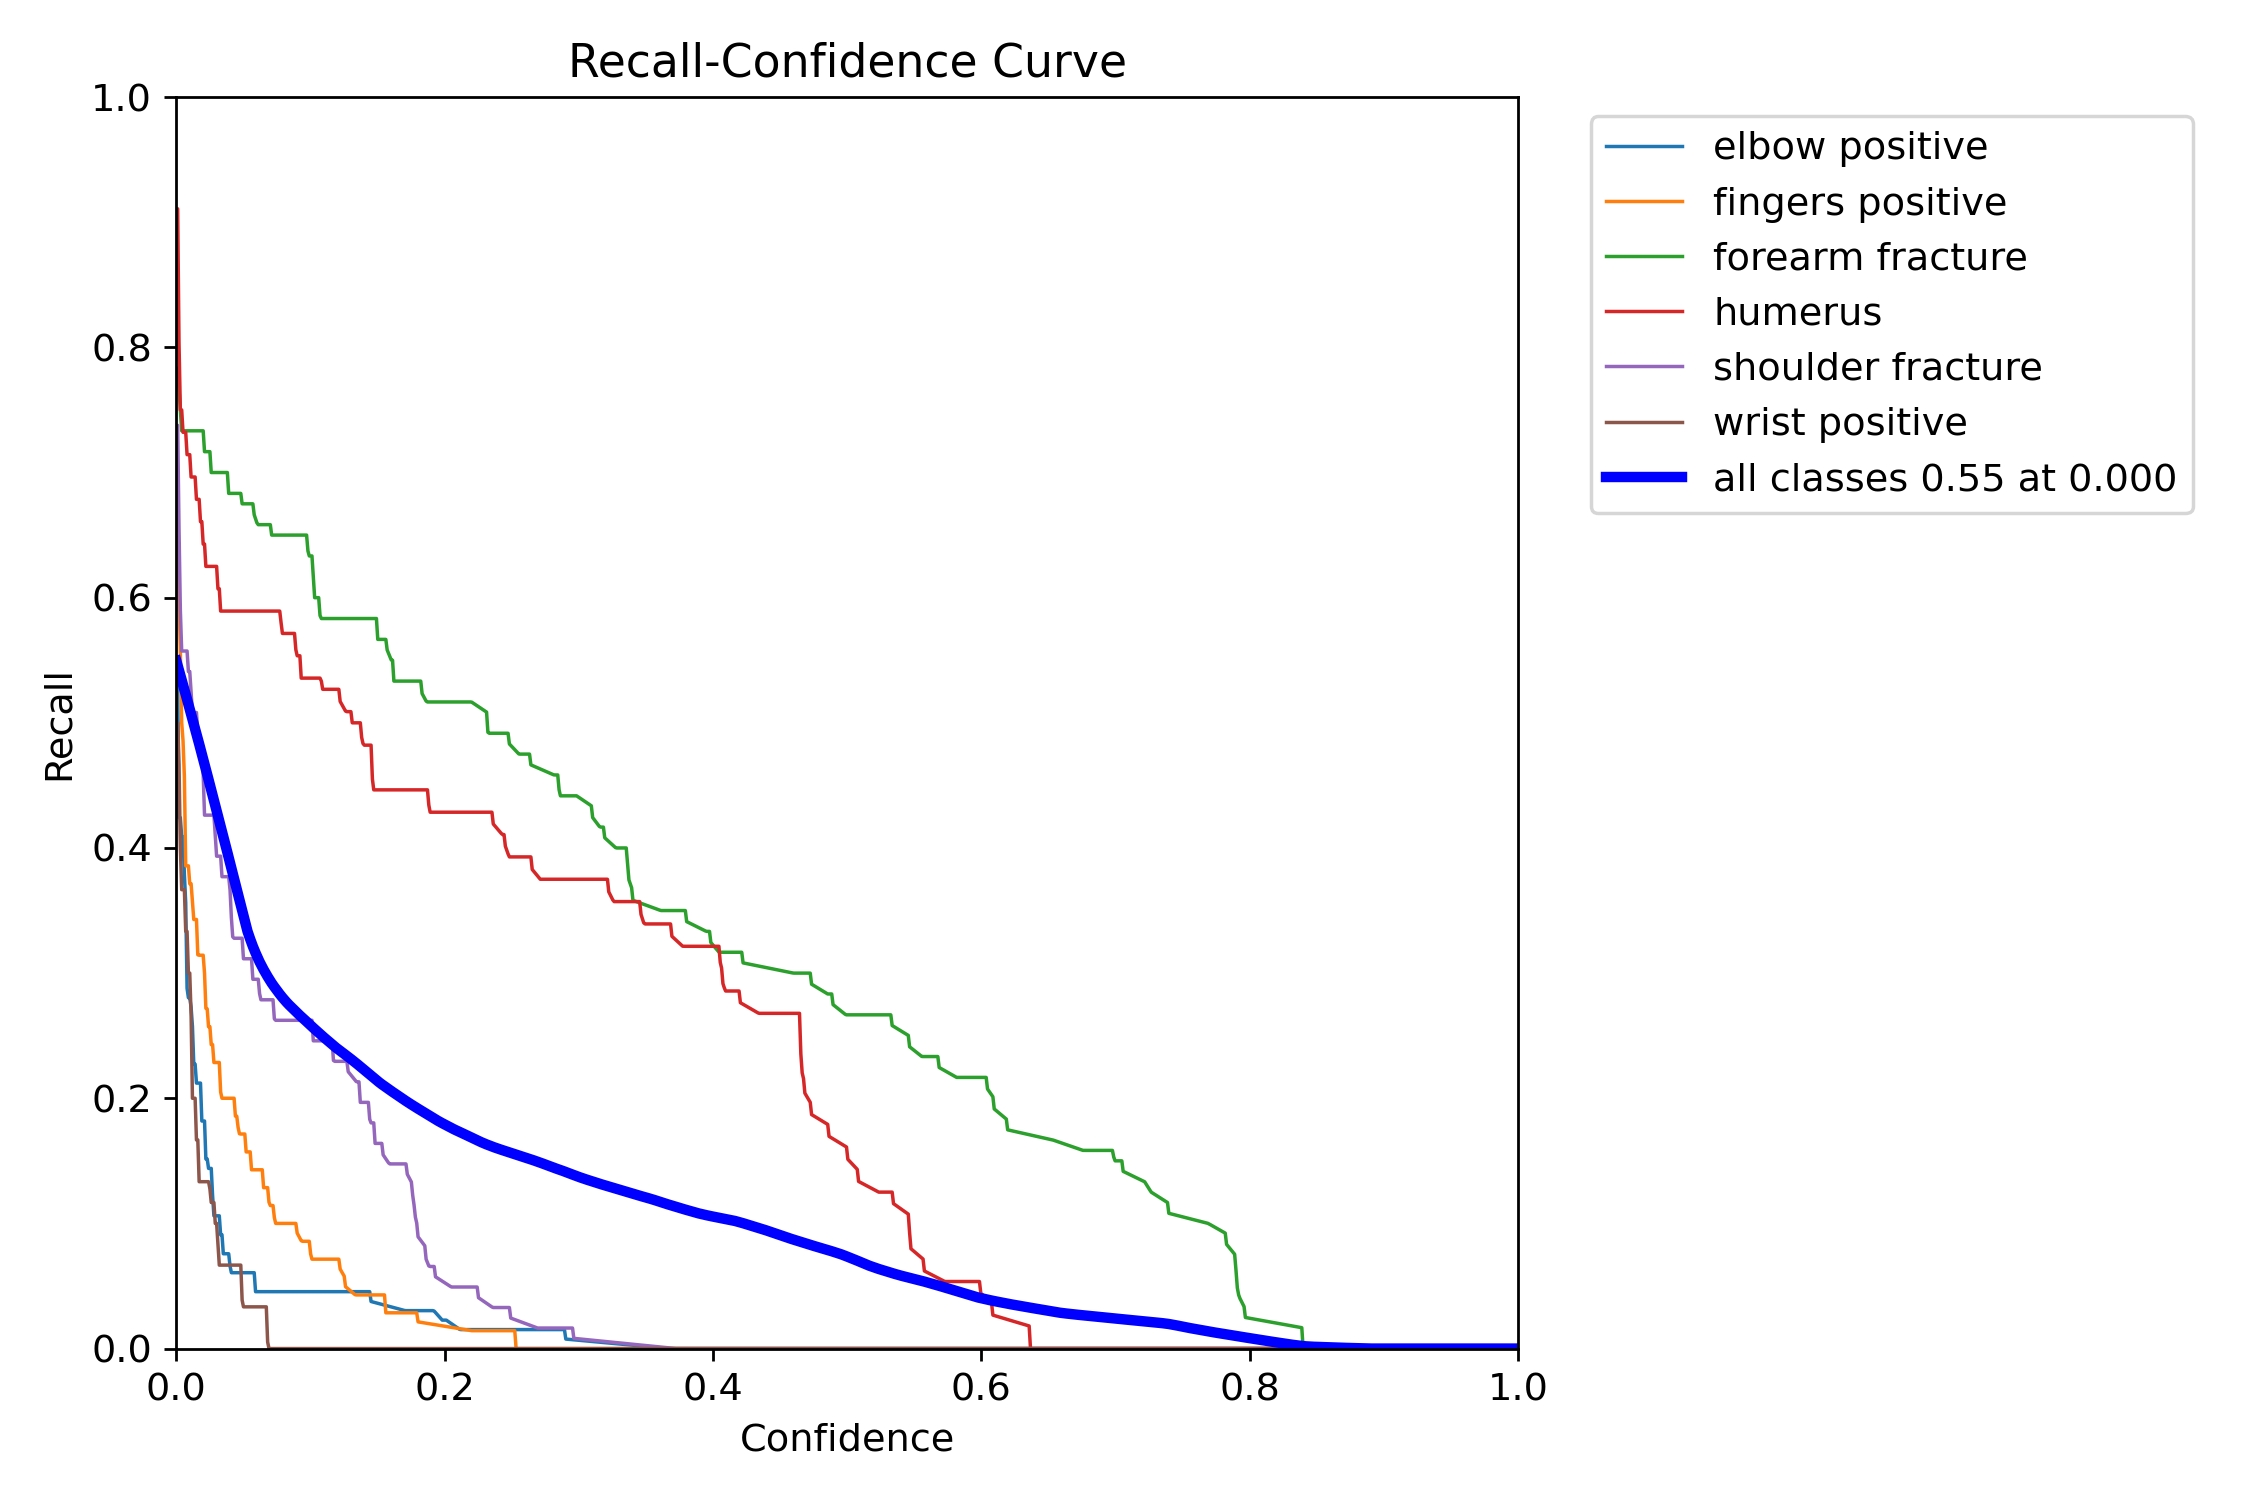 Recall-Confidence Curve
1.0
0.8
0.6
0.4
0.2
0.0
Recall
0.0 0.2 0.4 0.6 0.8 1.0
Confidence
elbow positive
fingers positive
forearm fracture
humerus
shoulder fracture
wrist positive
all classes 0.55 at 0.000